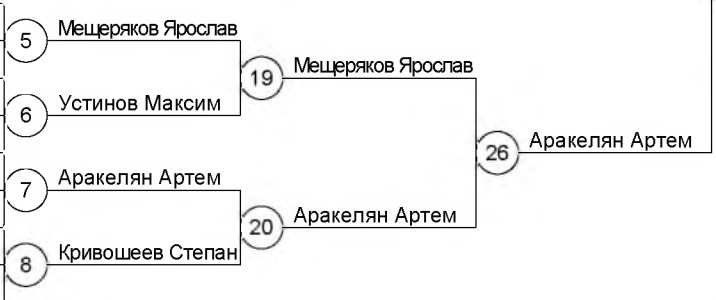 5 Мещеряков Ярослав
19 Мещеряков Ярослав
6 Устинов Максим
26 Аракелян Артем
7 Аракелян Артем
20 Аракелян Артем
8 Кривошеев Степан